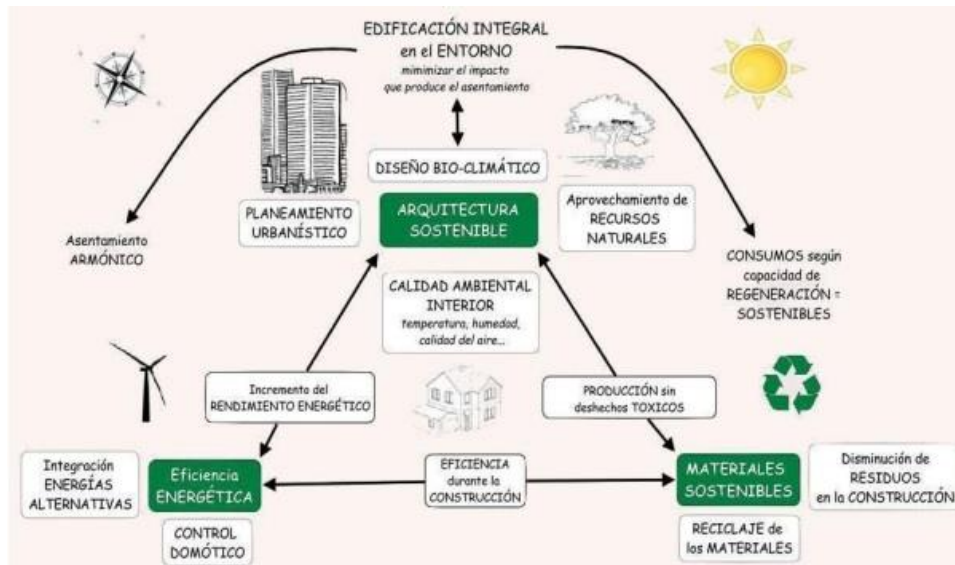 EDIFICACIÓN INTEGRAL
en el ENTORNO
mimimizar el impacto
que produce el asentamiento
DISEÑO BIO-CLIMÁTICO
PLANEAMIENTO
URBANÍSTICO
ARQUITECTURA
SOSTENIBLE
Aprovechamiento de
RECURSOS
NATURALES
Asentamiento
ARMÓNICO
CONSUMOS según
capacidad de
REGENERACIÓN =
SOSTENIBLES
CALIDAD AMBIENTAL
INTERIOR
temperatura, humedad,
calidad del aire...
Incremento del
RENDIMIENTO ENERGÉTICO
PRODUCCIÓN sin
deshechos TOXICOS
Integración
ENERGÍAS
ALTERNATIVAS
Eficiencia
ENERGÉTICA
EFICIENCIA
durante la
CONSTRUCCIÓN
MATERIALES
SOSTENIBLES
Disminución de
RESIDUOS
en la CONSTRUCCIÓN
CONTROL
DOMÓTICO
RECICLAJE de
los MATERIALES